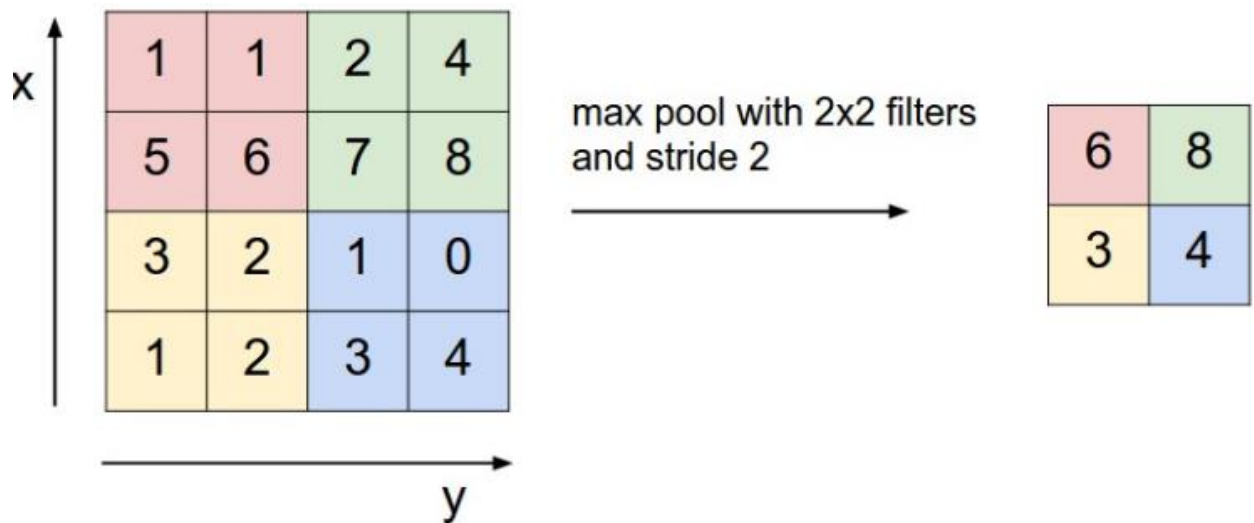 x
1 1 2 4
5 6 7 8
3 2 1 0
1 2 3 4
y
max pool with 2x2 filters
and stride 2
6 8
3 4